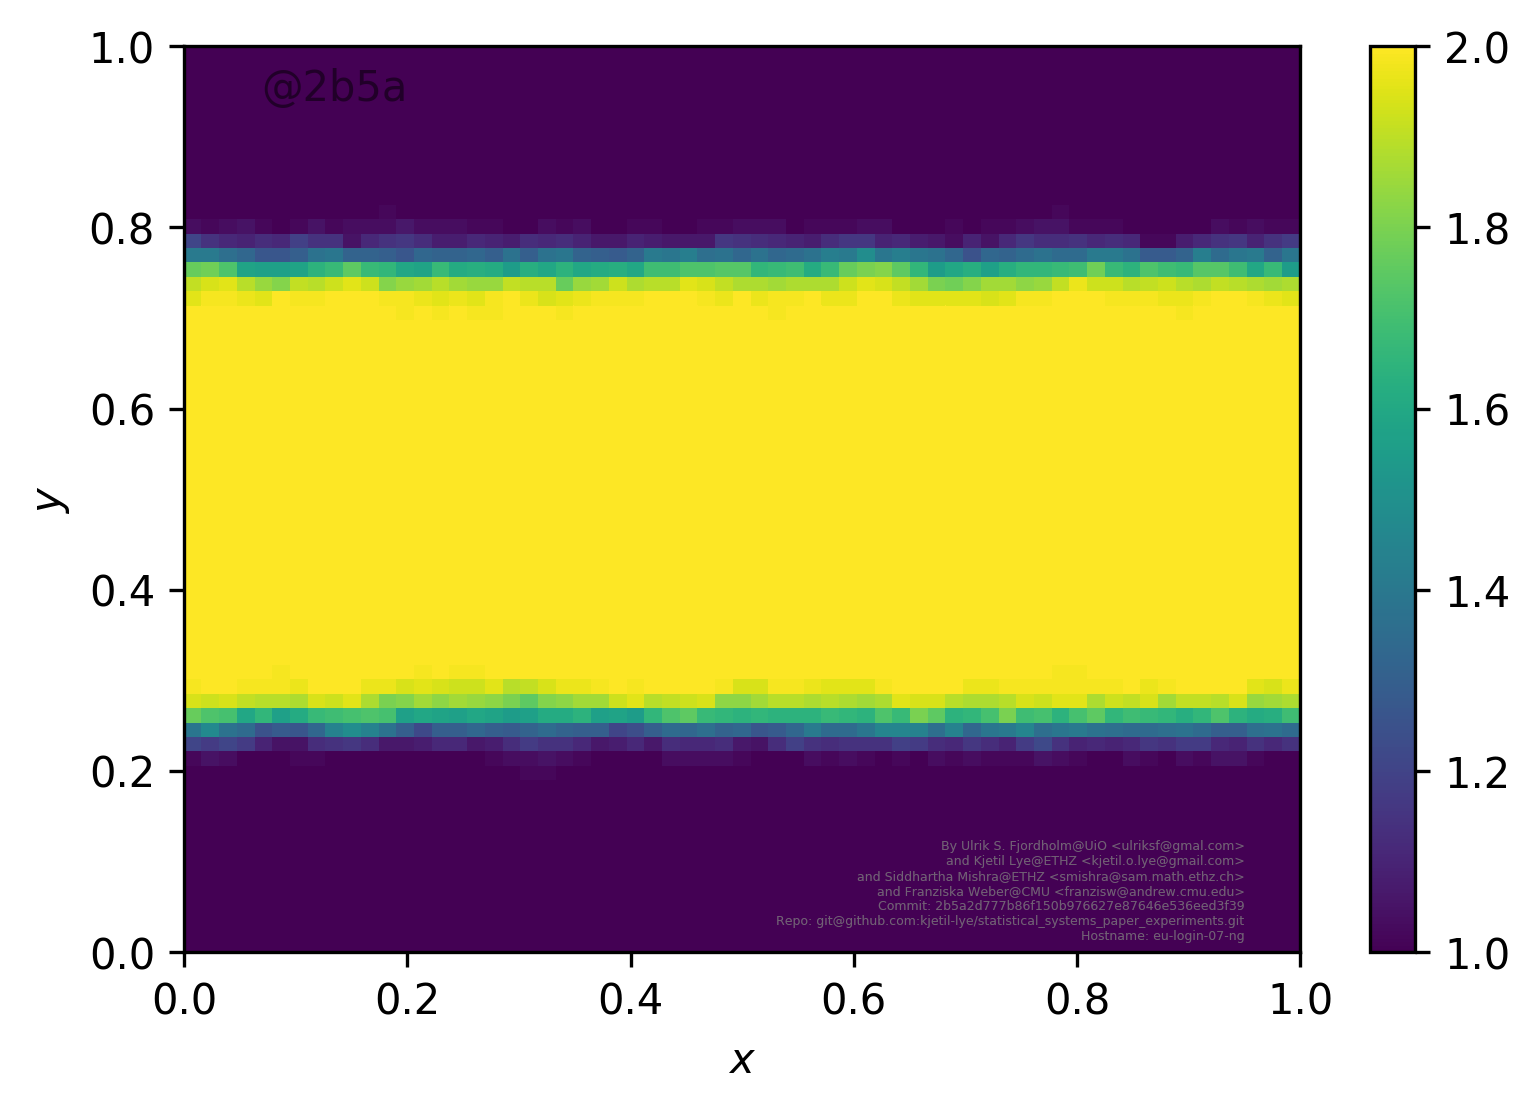 @2b5a
1.0
0.8
0.6
0.4
0.2
0.0
y
0.0 0.2 0.4 0.6 0.8 1.0
x
2.0
1.8
1.6
1.4
1.2
1.0
By Ulrik S. Fjordholm@UiO <ulriksf@gmal.com>
and Kjetil Lye@ETHZ <kjetil.o.lye@gmail.com>
and Siddhartha Mishra@ETHZ <smishra@sam.math.ethz.ch>
and Franziska Weber@CMU <franzisw@andrew.cmu.edu>
Commit: 2b5a2d777b86f150b976627e87646e536eed3f39
Repo: git@github.com:kjetil-lye/statistical_systems_paper_experiments.git
Hostname: eu-login-07-ng